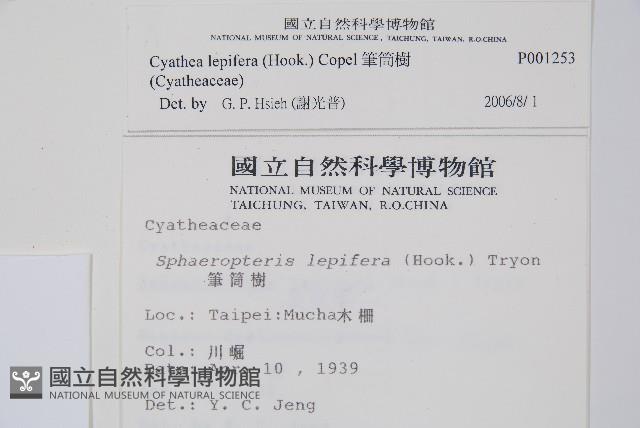 國立自然科學博物館
NATIONAL MUSEUM OF NATURAL SCIENCE, TAICHUNG, TAIWAN, R.O.CHINA
Cyathea lepifera (Hook.) Copel 筆筒樹 P001253
(Cyatheaceae)
Det. by G. P. Hsieh (謝光普) 2006/8/ 1
國立自然科學博物館
NATIONAL MUSEUM OF NATURAL SCIENCE
TAICHUNG, TAIWAN, R.O.CHINA
Cyatheaceae
Sphaeropteris lepifera (Hook.) Tryon
筆筒樹
Loc.: Taipei:Mucha木柵
Col.: 川崛
10 , 1939
國立自然科學博物館
NATIONAL MUSEUM OF NATURAL SCIENCE
Det.: Y. C. Jeng